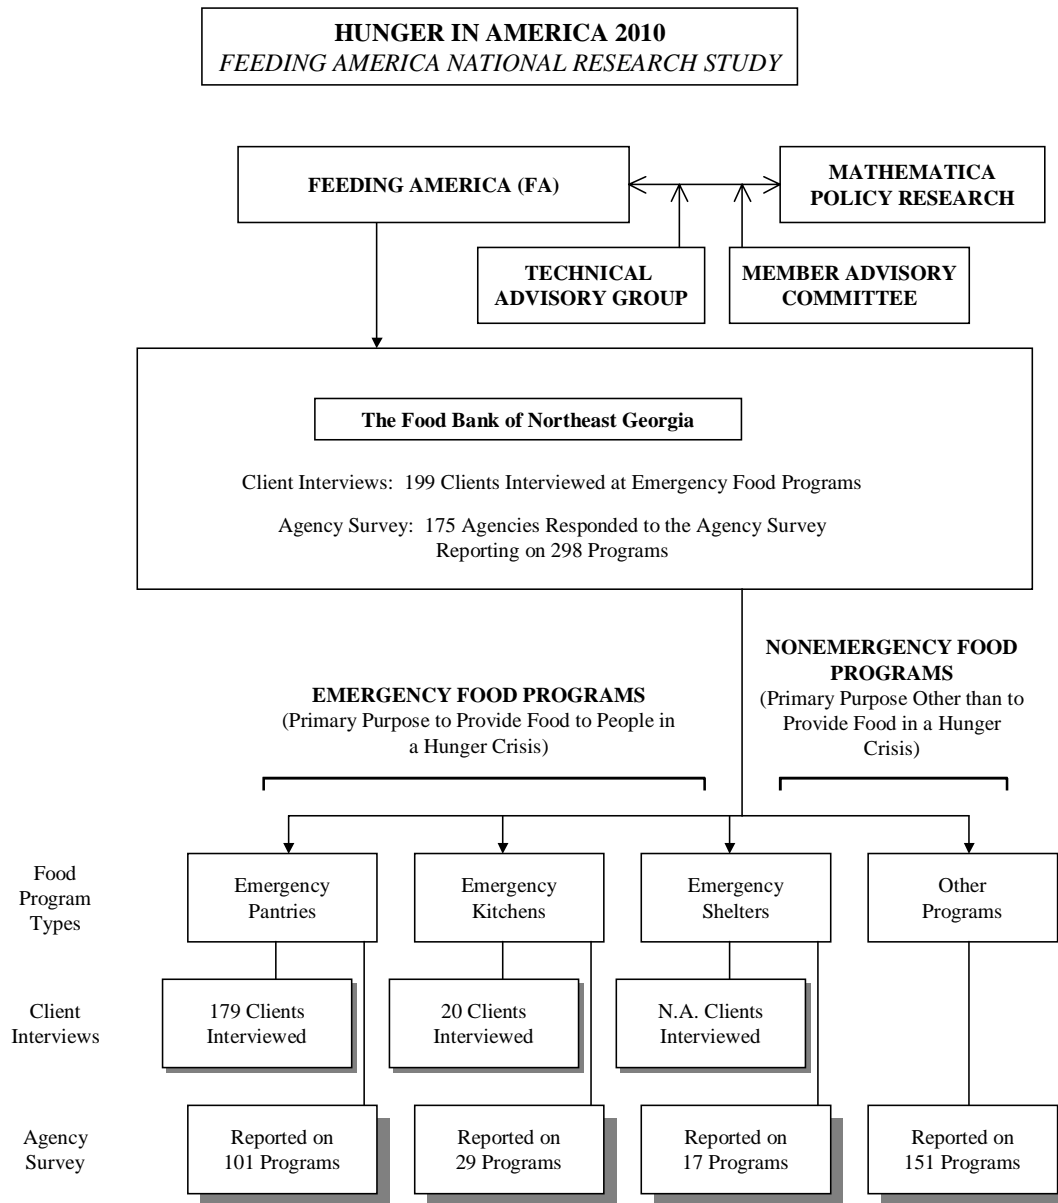 HUNGER IN AMERICA 2010
FEEDING AMERICA NATIONAL RESEARCH STUDY
FEEDING AMERICA (FA)
MATHEMATICA
POLICY RESEARCH
TECHNICAL
ADVISORY GROUP
MEMBER ADVISORY
COMMITTEE
The Food Bank of Northeast Georgia
Client Interviews: 199 Clients Interviewed at Emergency Food Programs
Agency Survey: 175 Agencies Responded to the Agency Survey
Reporting on 298 Programs
EMERGENCY FOOD PROGRAMS
(Primary Purpose to Provide Food to People in
a Hunger Crisis)
NONEMERGENCY FOOD
PROGRAMS
(Primary Purpose Other than to
Provide Food in a Hunger
Crisis)
Food
Program
Types
Emergency
Pantries
Emergency
Kitchens
Emergency
Shelters
Other
Programs
Client
Interviews
179 Clients
Interviewed
20 Clients
Interviewed
N.A. Clients
Interviewed
Agency
Survey
Reported on
101 Programs
Reported on
29 Programs
Reported on
17 Programs
Reported on
151 Programs